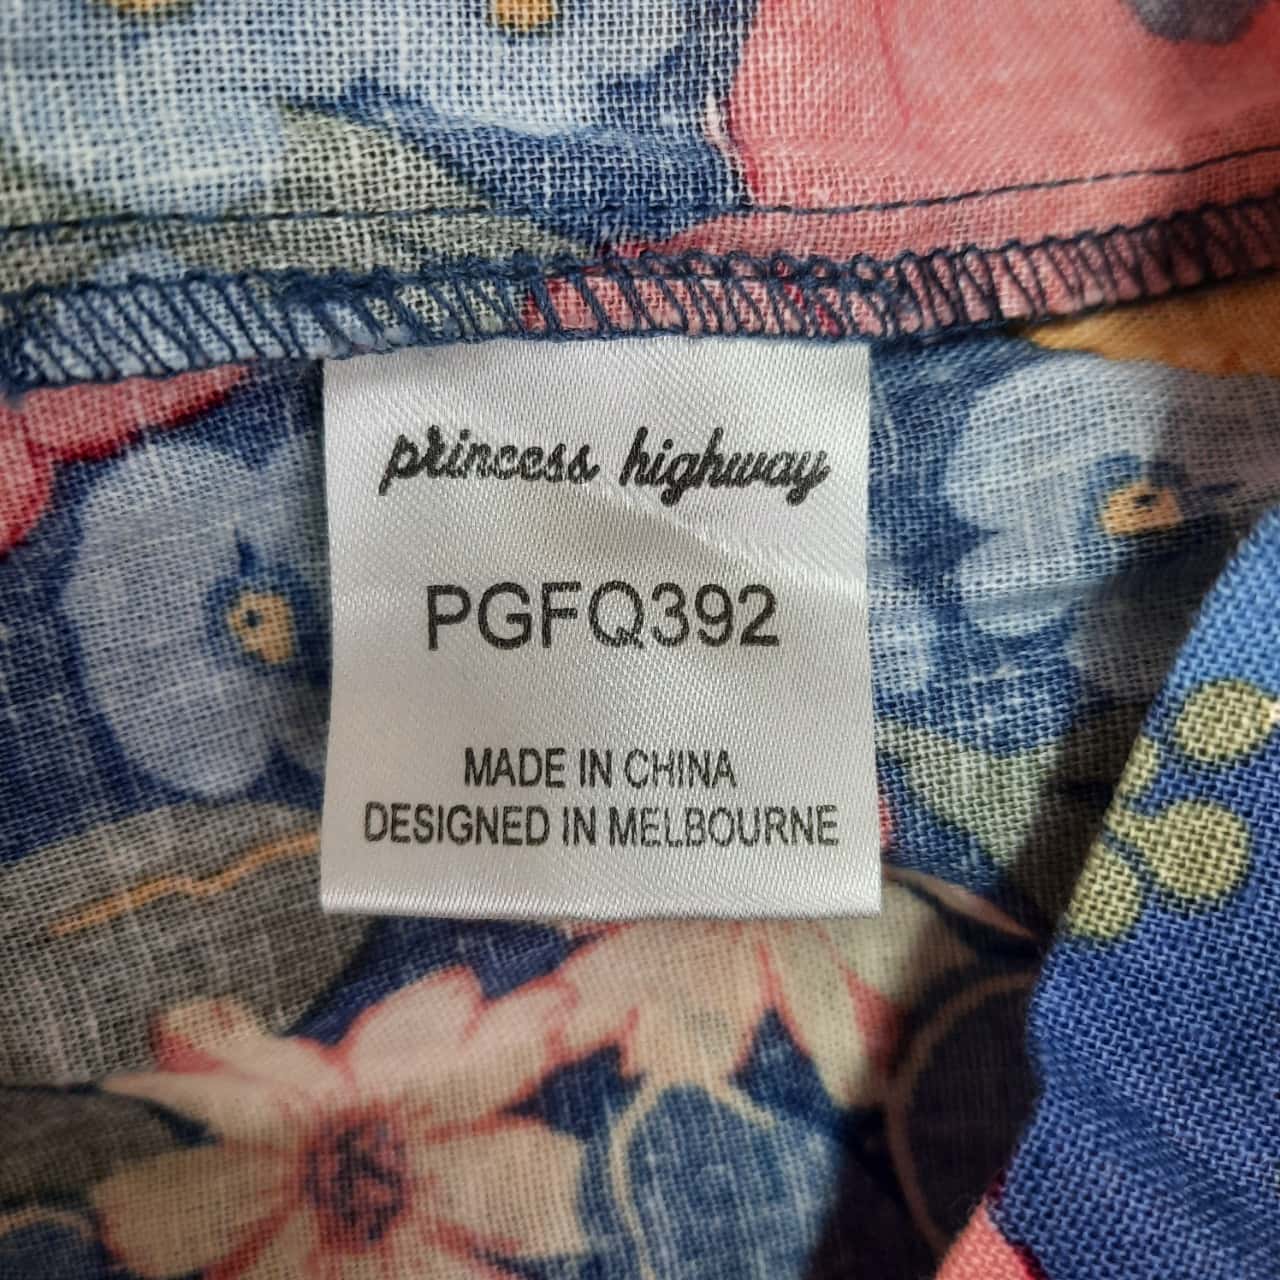 princess highway
PGFQ392
MADE IN CHINA
DESIGNED IN MELBOURNE